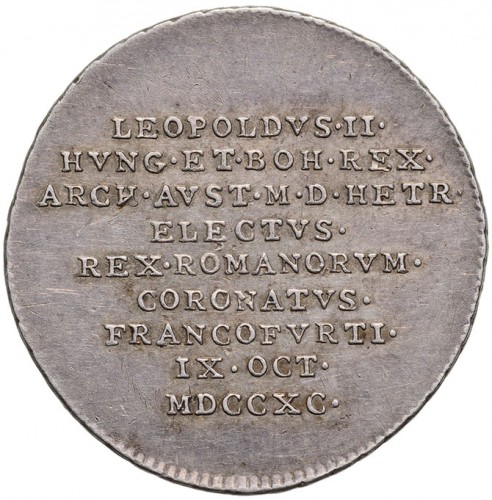 LEOPOLDVS·II·
HVNG·ET·BOH·REX·
ARCH·AVST·M·D·HETR·
ELECTVS·
REX·ROMANORVM·
CORONATVS·
FRANCOFVRTI·
IX·OCT·
MDCCXC·